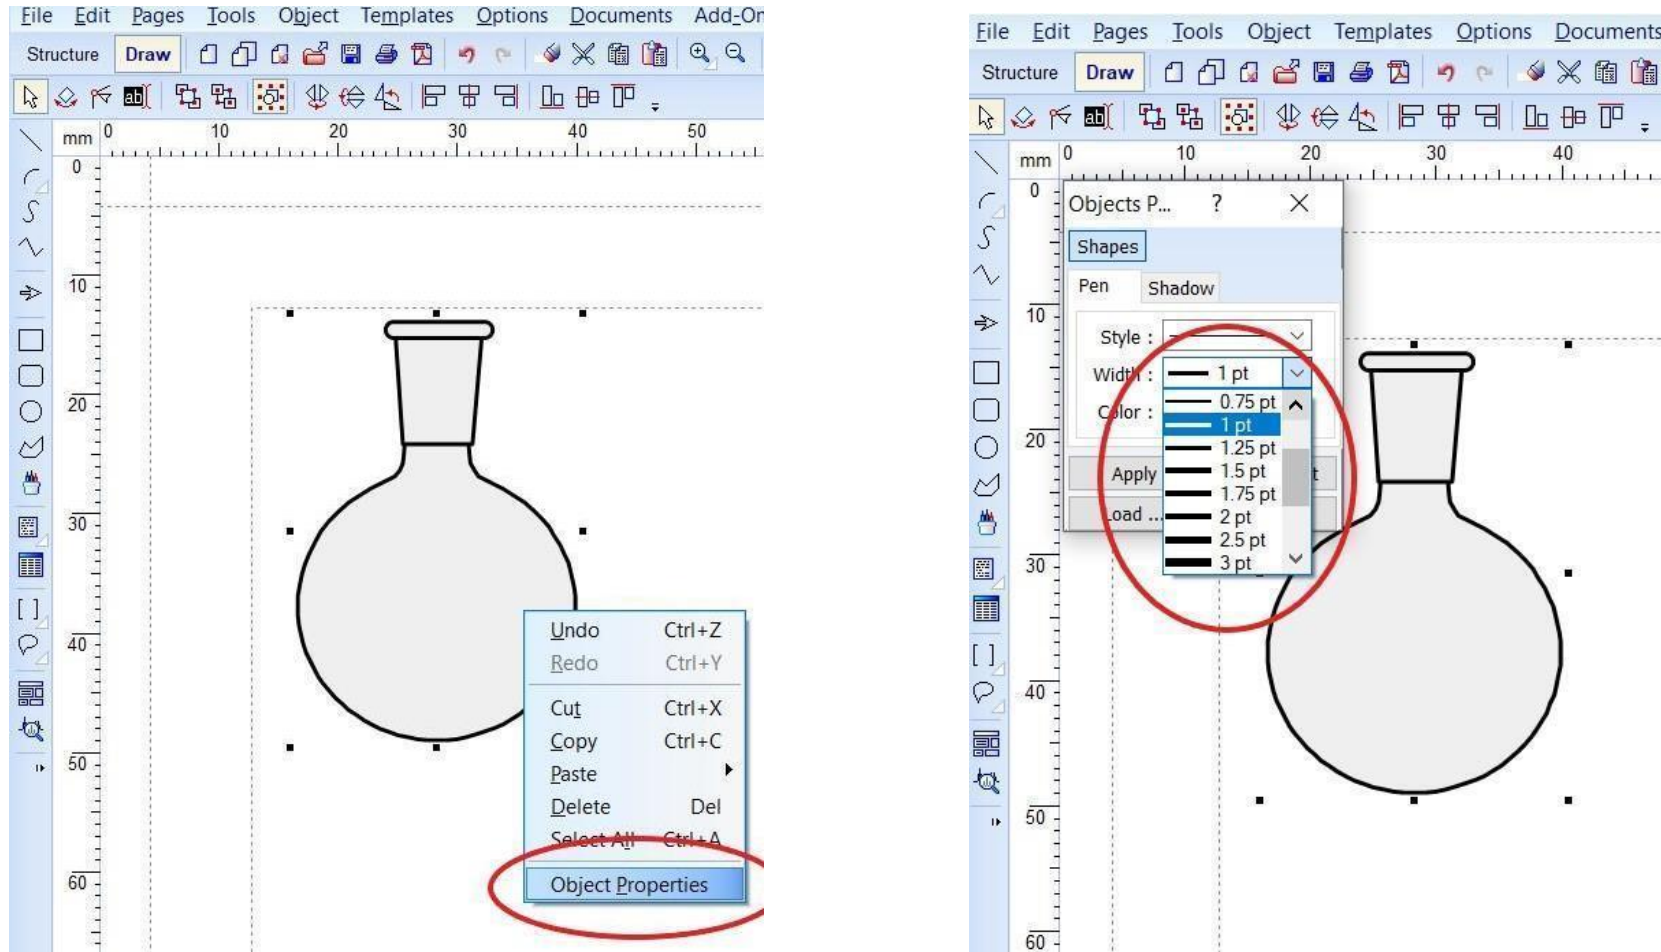 File Edit Pages Tools Object Templates Options Documents
Structure Draw
ab
mm 0 10 20 30 40 50
0
10
20
30
40
50
60
Undo Ctrl+Z
Redo Ctrl+Y
Cut Ctrl+X
Copy Ctrl+C
Paste
Delete Del
Select All Ctrl+A
Object Properties
File Edit Pages Tools Object Templates Options Documents
Structure Draw
ab
mm 0 10 20 30 40
0
10
20
30
40
50
60
Objects P... ? 
Shapes
Pen Shadow
Style :
Width : 1 pt
Color :
0.75 pt
1 pt
1.25 pt
1.5 pt
1.75 pt
2 pt
2.5 pt
3 pt
Apply
Load ...